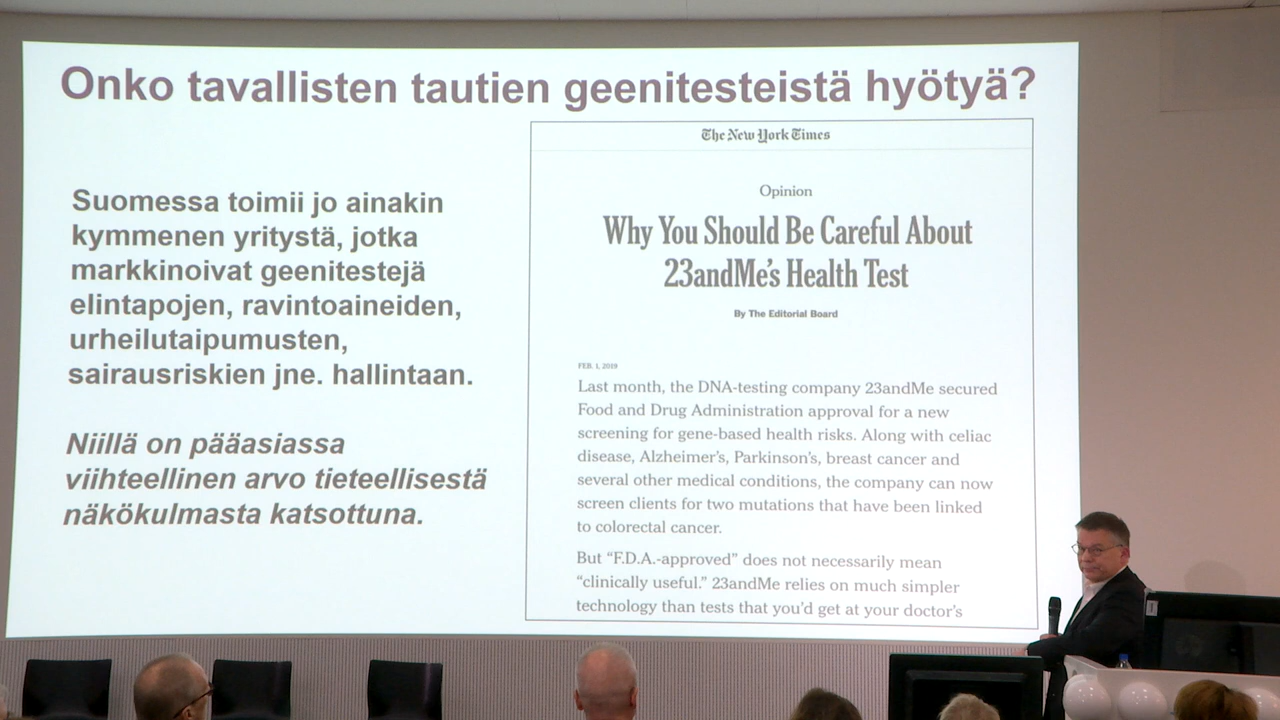 Onko tavallisten tautien geenitesteistä hyötyä?
Suomessa toimii jo ainakin
kymmenen yritystä, jotka
markkinoivat geenitestejä
elintapojen, ravintoaineiden,
urheilutaipumusten,
sairausriskien jne. hallintaan.
Niillä on pääasiassa
viihteellinen arvo tieteellisestä
näkökulmasta katsottuna.
The New York Times
Opinion
Why You Should Be Careful About
23andMe's Health Test
By The Editorial Board
FEB. 1, 2019
Last month, the DNA-testing company 23andMe secured
Food and Drug Administration approval for a new
screening for gene-based health risks. Along with celiac
disease, Alzheimer's, Parkinson's, breast cancer and
several other medical conditions, the company can now
screen clients for two mutations that have been linked
to colorectal cancer.
But “F.D.A.-approved” does not necessarily mean
“clinically useful.” 23andMe relies on much simpler
technology than tests that you'd get at your doctor's